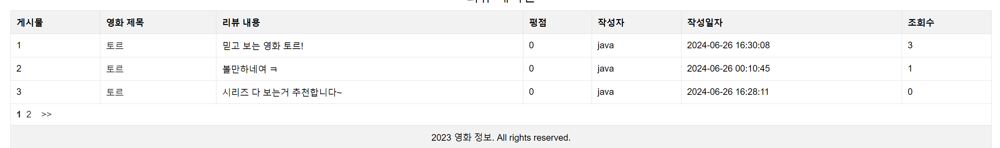 게시물 영화 제목 리뷰 내용 평점 작성자 작성일자 조회수
1 토르 믿고 보는 영화 토르! 0 java 2024-06-26 16:30:08 3
2 토르 볼만하네여 ㅋ 0 java 2024-06-26 00:10:45 1
3 토르 시리즈 다 보는거 추천합니다~ 0 java 2024-06-26 16:28:11 0
1 2 >>
2023 영화 정보. All rights reserved.